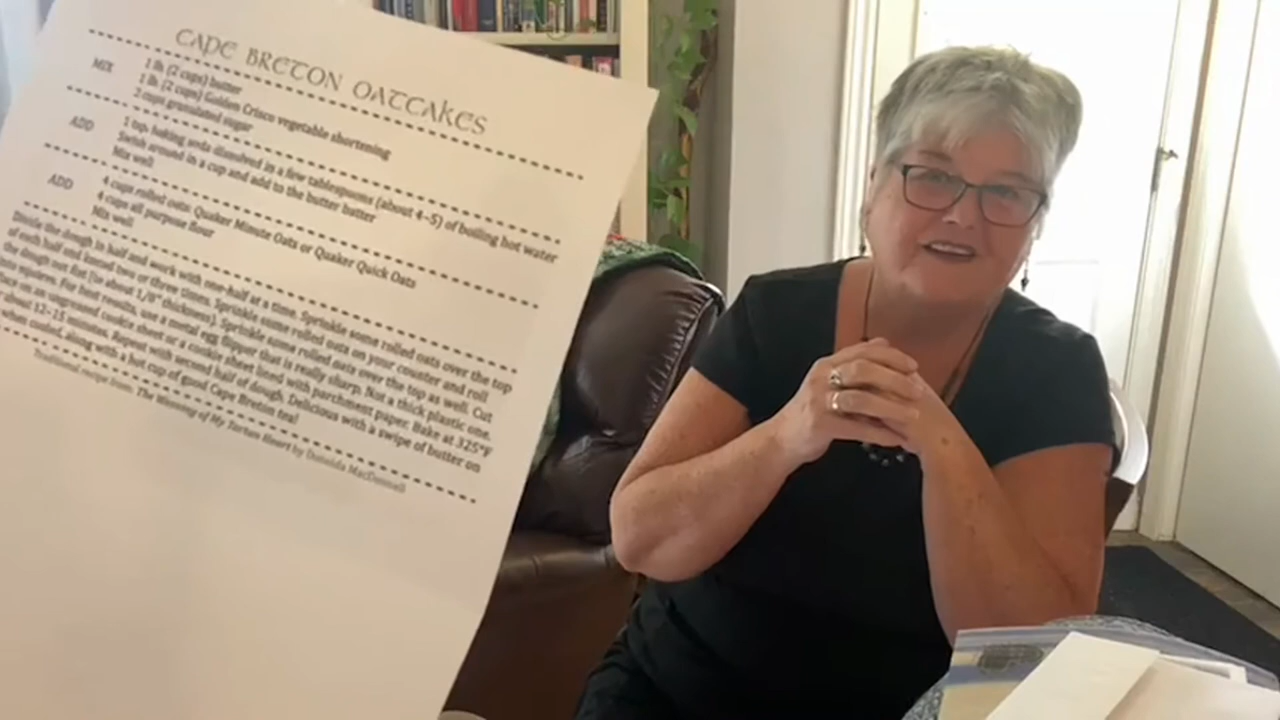 CAPE BRETON OATCAKES
MIX
1 lb (2 cups) butter
1 lb (2 cups) Golden Crisco vegetable shortening
2 cups granulated sugar
ADD
1 tsp. baking soda dissolved in a few tablespoons (about 4-5) of boiling hot water
Swish around in a cup and add to the butter batter
Mix well
ADD
4 cups rolled oats: Quaker Minute Oats or Quaker Quick Oats
4 cups all purpose flour
Mix well
Divide the dough in half and work with one-half at a time. Sprinkle some rolled oats over the top
of each half and knead two or three times. Sprinkle some rolled oats on your counter and roll
the dough out flat (to about 1/8" thickness). Sprinkle some rolled oats over the top as well. Cut
into squares. For best results, use a metal egg flipper that is really sharp. Not a thick plastic one.
on an ungreased cookie sheet or a cookie sheet lined with parchment paper. Bake at 325°F
about 12-15 minutes. Repeat with second half of dough. Delicious with a swipe of butter on
when cooled, along with a hot cup of good Cape Breton tea!
Traditional recipe from The Weaving of My Tartan Heart by Doneida MacDonnell